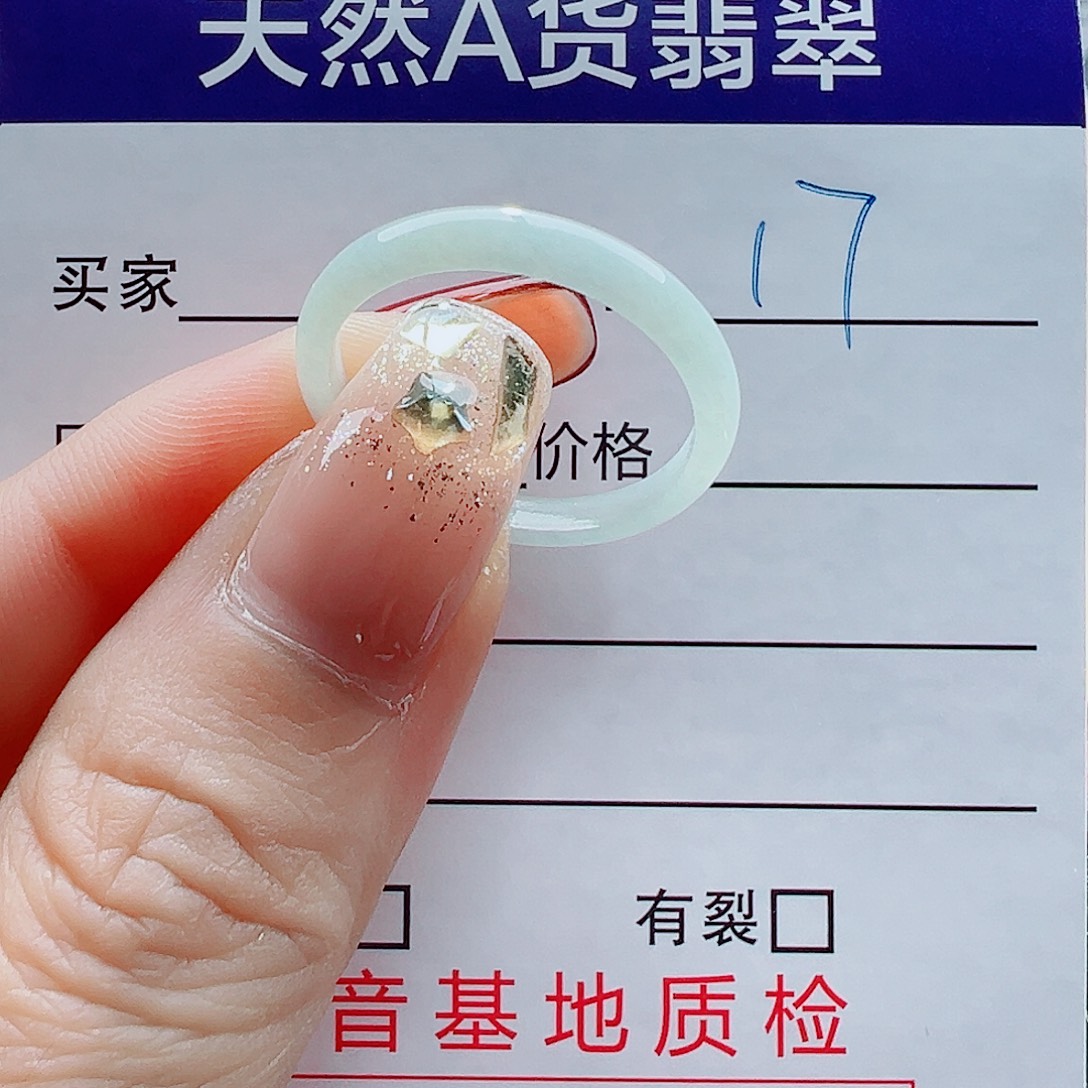 天然A货翡翠
买家 17
价格
有裂
音基地质检